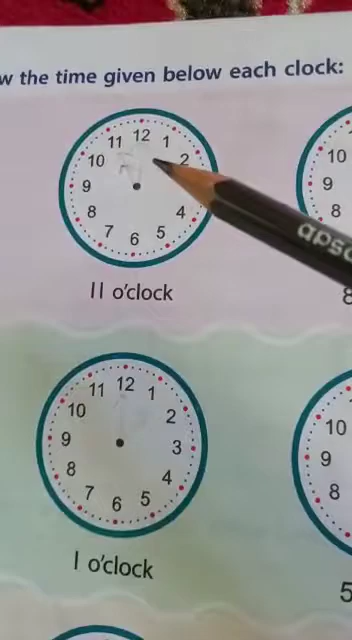 w the time given below each clock:
11 12 1
10 2
9
8 4
7 6 5
10
9
8
11 o'clock
8
apsa
11 12 1
10 2
9 3
8 4
7 6 5
10
9
8
1 o'clock
5